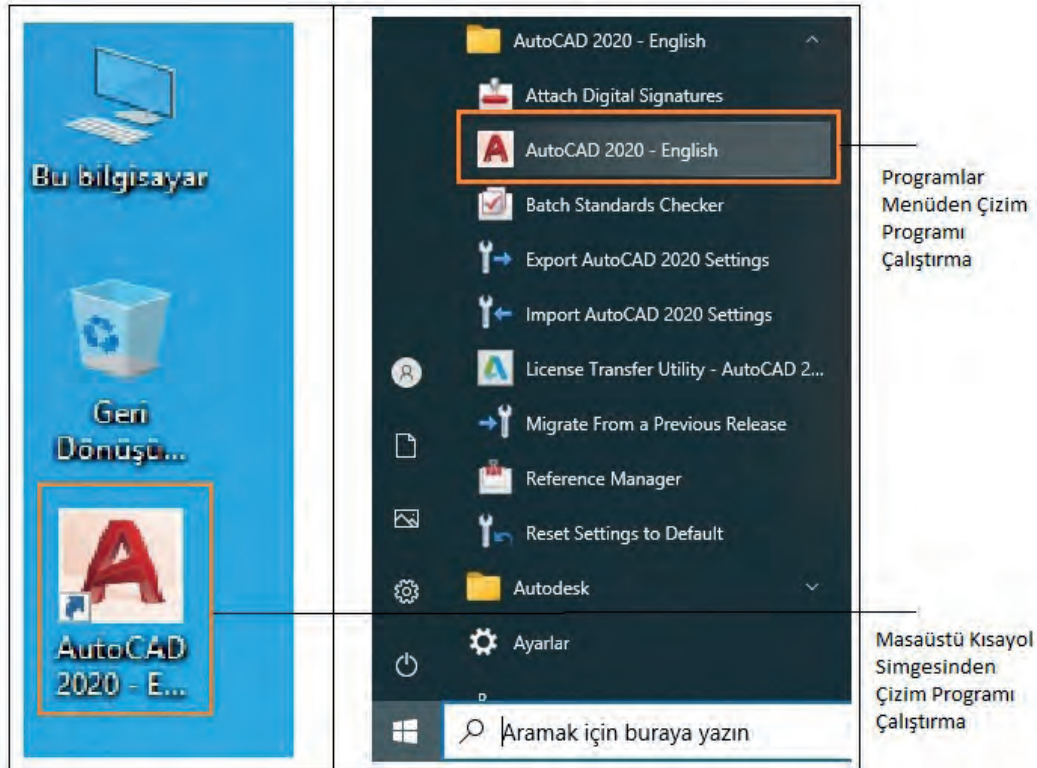 Bu bilgisayar
Geri
Dönüşü...
AutoCAD
2020 - E...
AutoCAD 2020 - English
Attach Digital Signatures
AutoCAD 2020 - English
Batch Standards Checker
Export AutoCAD 2020 Settings
Import AutoCAD 2020 Settings
License Transfer Utility - AutoCAD 2...
Migrate From a Previous Release
Reference Manager
Reset Settings to Default
Autodesk
Ayarlar
Aramak için buraya yazın
Programlar
Menüden Çizim
Programı
Çalıştırma
Masaüstü Kısayol
Simgesinden
Çizim Programı
Çalıştırma